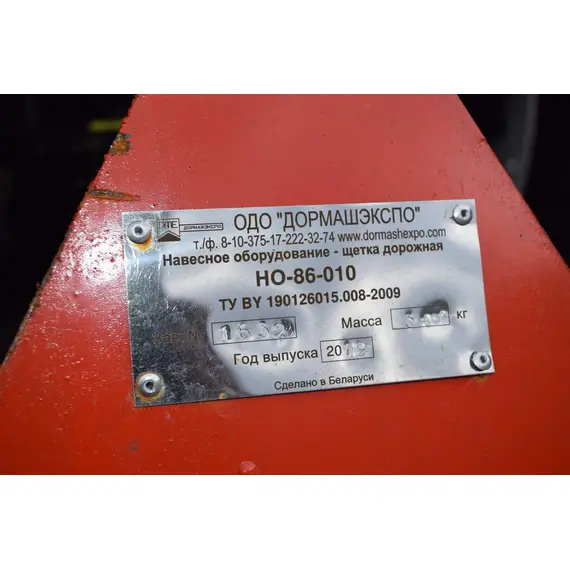 ОДО "ДОРМАШЭКСПО"
т./ф. 8-10-375-17-222-32-74 www.dormashexpo.com
Навесное оборудование - щетка дорожная
НО-86-010
ТУ BY 190126015.008-2009
Масса кг
Год выпуска 20
Сделано в Беларуси